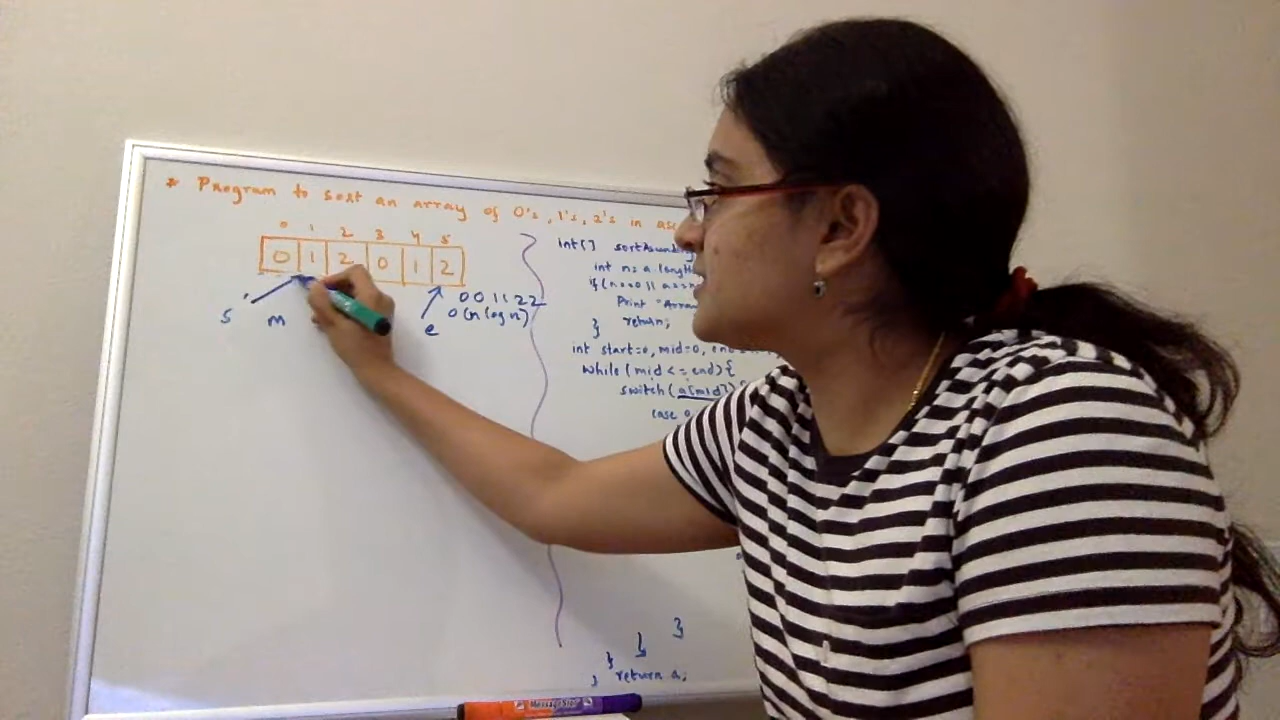 * Program to sort an array of 0's, 1's, 2's in asc
0 1 2 3 4 5
0 1 2 0 1 2
s m e
0 0 1 1 2 2
O(n log n)
int[] sortAscending
int n= a.length
if(n==0 ||
Print "Array
return;
}
int start=0, mid=0, end
while (mid <= end){
switch (a[mid])
case 0
}
}
}
return a;
}